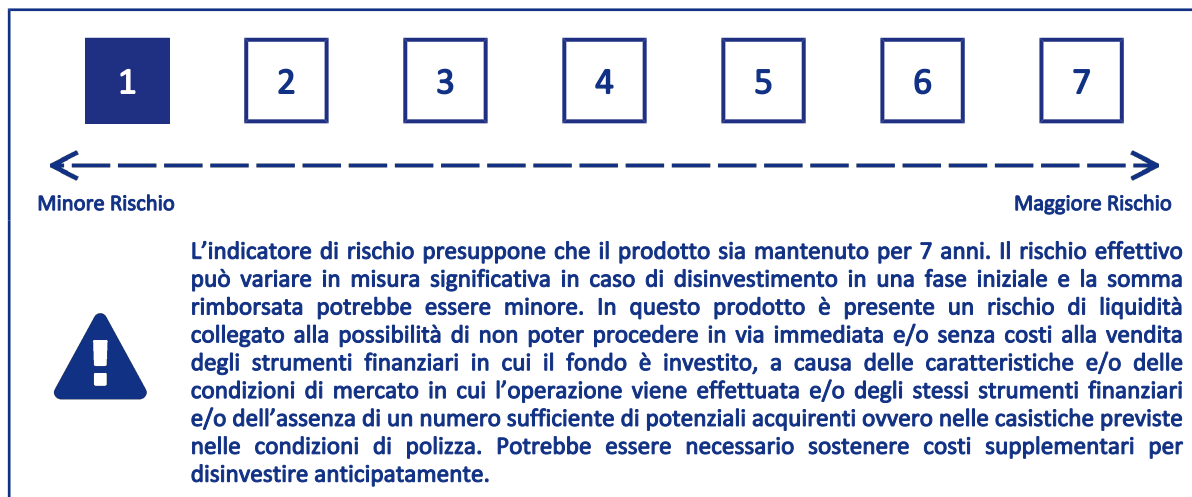 1 2 3 4 5 6 7
Minore Rischio Maggiore Rischio
L’indicatore di rischio presuppone che il prodotto sia mantenuto per 7 anni. Il rischio effettivo
può variare in misura significativa in caso di disinvestimento in una fase iniziale e la somma
rimborsata potrebbe essere minore. In questo prodotto è presente un rischio di liquidità
collegato alla possibilità di non poter procedere in via immediata e/o senza costi alla vendita
degli strumenti finanziari in cui il fondo è investito, a causa delle caratteristiche e/o delle
condizioni di mercato in cui l’operazione viene effettuata e/o degli stessi strumenti finanziari
e/o dell’assenza di un numero sufficiente di potenziali acquirenti ovvero nelle casistiche previste
nelle condizioni di polizza. Potrebbe essere necessario sostenere costi supplementari per
disinvestire anticipatamente.